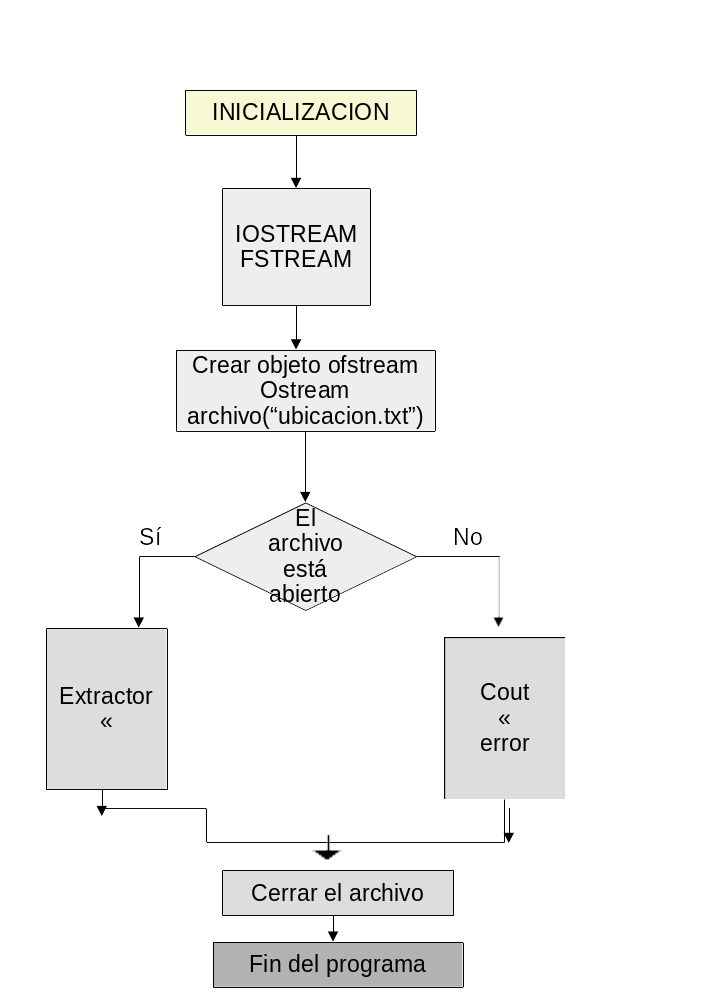 INICIALIZACION
IOSTREAM
FSTREAM
Crear objeto ofstream
Ostream
archivo(“ubicacion.txt”)
El
archivo
está
abierto
Sí
No
Extractor
«
Cout
«
error
Cerrar el archivo
Fin del programa